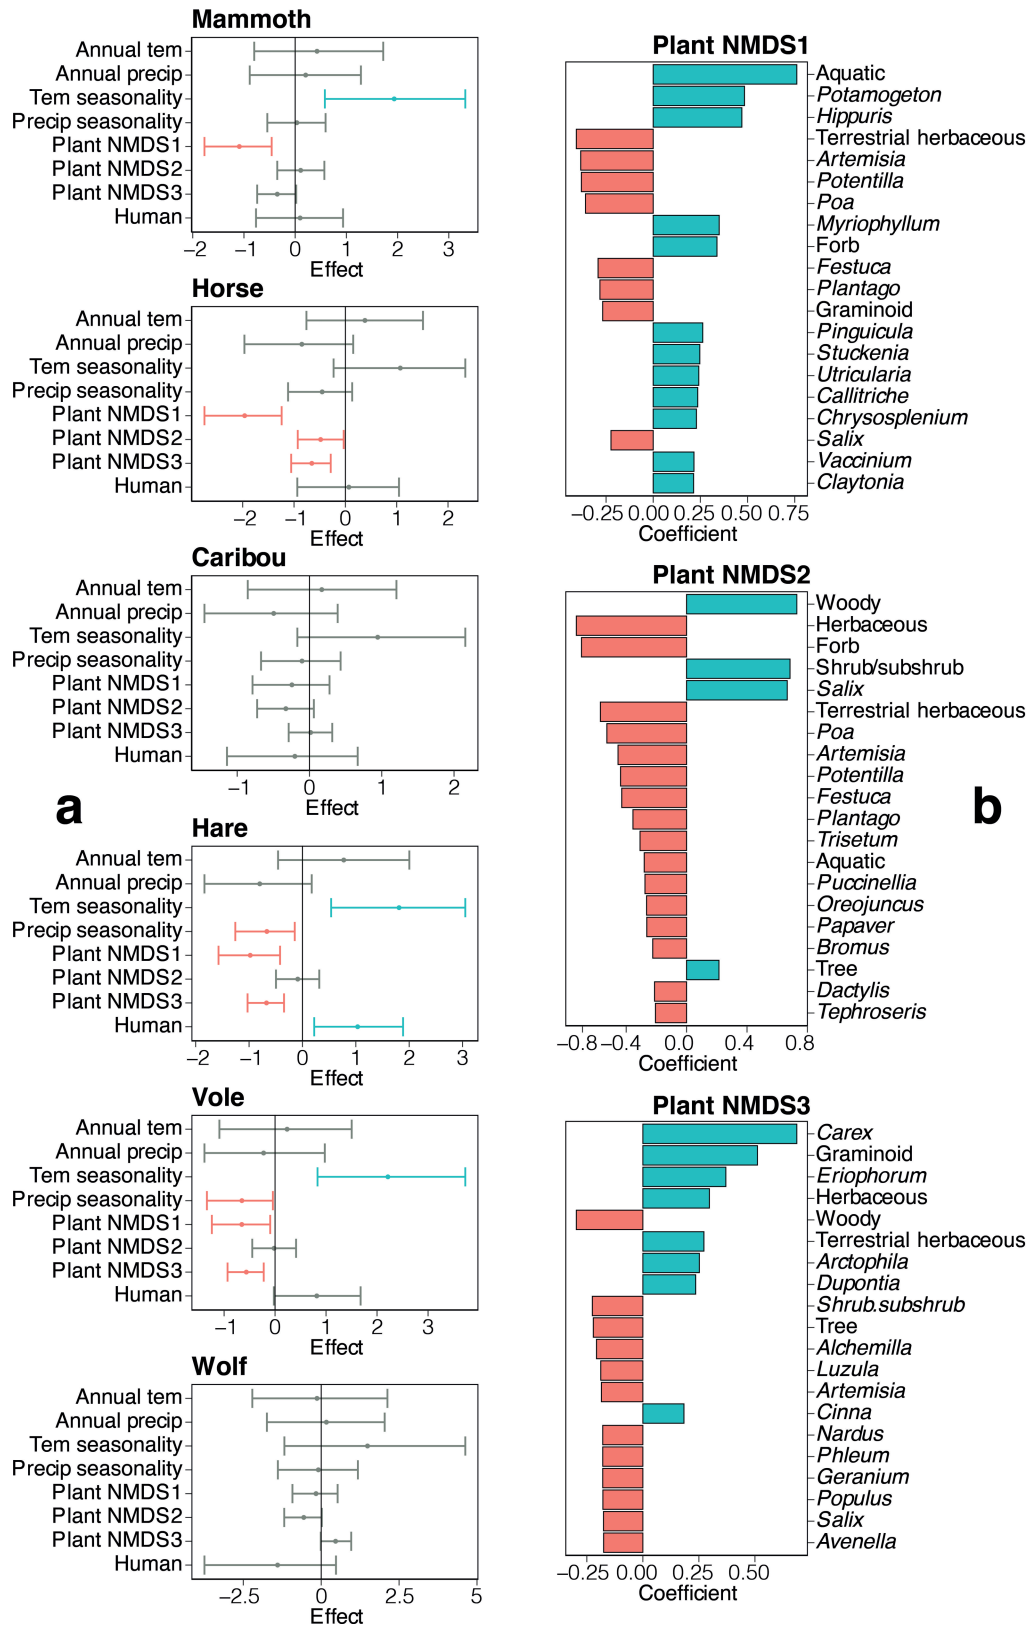 Mammoth
Annual tem
Annual precip
Tem seasonality
Precip seasonality
Plant NMDS1
Plant NMDS2
Plant NMDS3
Human
−2 −1 0 1 2 3
Effect
Horse
Annual tem
Annual precip
Tem seasonality
Precip seasonality
Plant NMDS1
Plant NMDS2
Plant NMDS3
Human
−2 −1 0 1 2
Effect
Caribou
Annual tem
Annual precip
Tem seasonality
Precip seasonality
Plant NMDS1
Plant NMDS2
Plant NMDS3
Human
−1 0 1 2
Effect
a
Hare
Annual tem
Annual precip
Tem seasonality
Precip seasonality
Plant NMDS1
Plant NMDS2
Plant NMDS3
Human
−2 −1 0 1 2 3
Effect
Vole
Annual tem
Annual precip
Tem seasonality
Precip seasonality
Plant NMDS1
Plant NMDS2
Plant NMDS3
Human
−1 0 1 2 3
Effect
Wolf
Annual tem
Annual precip
Tem seasonality
Precip seasonality
Plant NMDS1
Plant NMDS2
Plant NMDS3
Human
−2.5 0 2.5 5
Effect
Plant NMDS1
Aquatic
Potamogeton
Hippuris
Terrestrial herbaceous
Artemisia
Potentilla
Poa
Myriophyllum
Forb
Festuca
Plantago
Graminoid
Pinguicula
Stuckenia
Utricularia
Callitriche
Chrysosplenium
Salix
Vaccinium
Claytonia
−0.25 0.00 0.25 0.50 0.75
Coefficient
Plant NMDS2
Woody
Herbaceous
Forb
Shrub/subshrub
Salix
Terrestrial herbaceous
Poa
Artemisia
Potentilla
Festuca
Plantago
Trisetum
Aquatic
Puccinellia
Oreojuncus
Papaver
Bromus
Tree
Dactylis
Tephroseris
−0.8 −0.4 0.0 0.4 0.8
Coefficient
b
Plant NMDS3
Carex
Graminoid
Eriophorum
Herbaceous
Woody
Terrestrial herbaceous
Arctophila
Dupontia
Shrub.subshrub
Tree
Alchemilla
Luzula
Artemisia
Cinna
Nardus
Phleum
Geranium
Populus
Salix
Avenella
−0.25 0.00 0.25 0.50
Coefficient